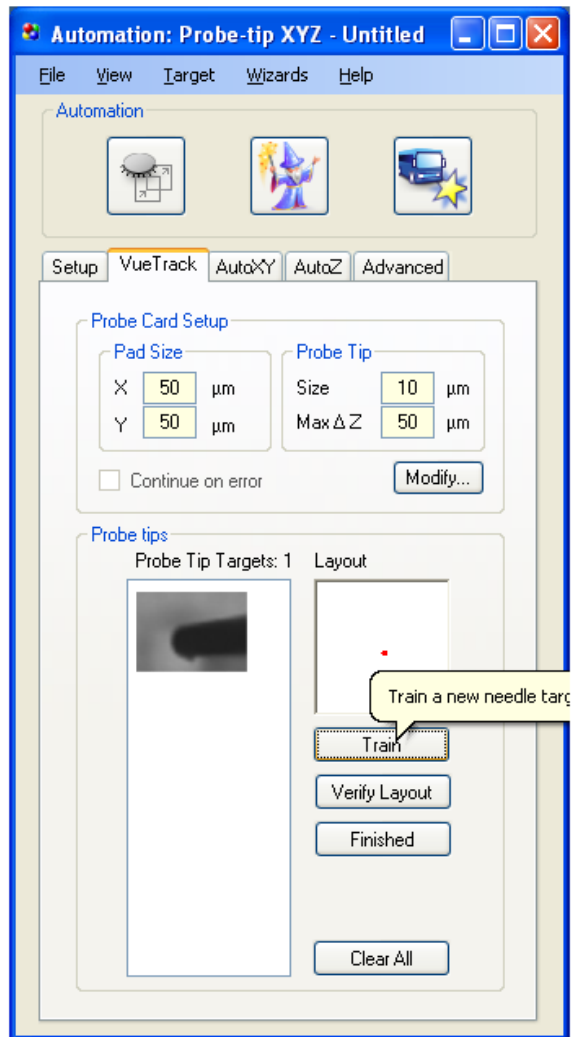 Automation: Probe-tip XYZ - Untitled
File View Target Wizards Help
Automation
Setup VueTrack AutoXY AutoZ Advanced
Probe Card Setup
Pad Size
X 50 µm
Y 50 µm
Probe Tip
Size 10 µm
Max Δ Z 50 µm
Continue on error
Modify...
Probe tips
Probe Tip Targets: 1 Layout
Train a new needle targ
Train
Verify Layout
Finished
Clear All